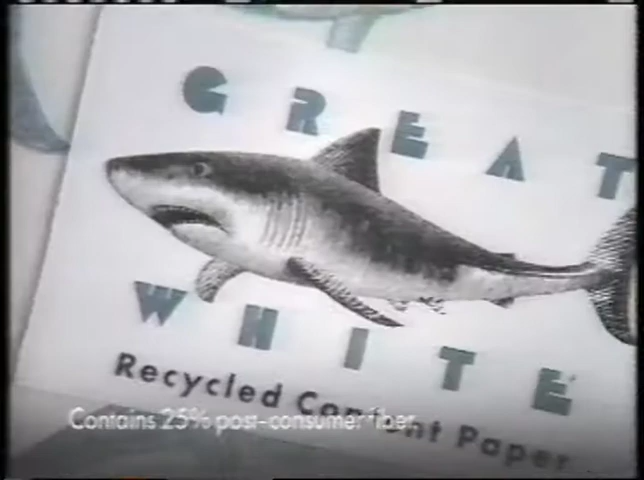 GREAT
WHITE
Recycled Content Paper
Contains 25% post-consumer fiber.